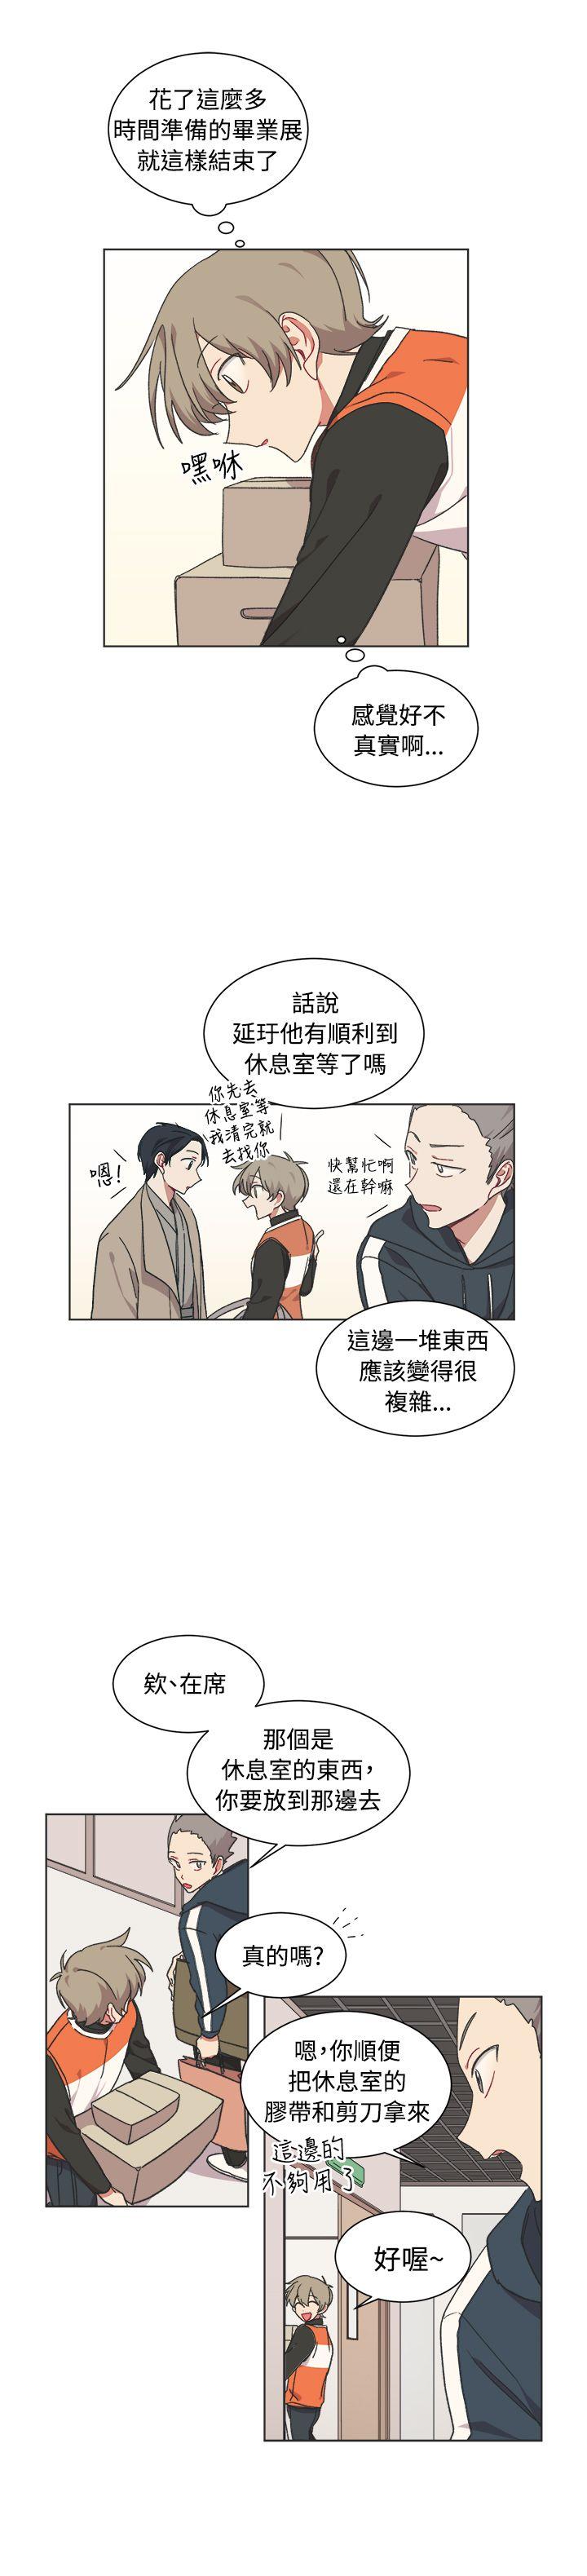 花了這麼多
時間準備的畢業展
就這樣結束了
嘿咻
感覺好不
真實啊...
話說
延玗他有順利到
休息室等了嗎
你先去
休息室等
我清完就
去找你
嗯!
快幫忙啊
還在幹嘛
這邊一堆東西
應該變得很
複雜...
欸、在席
那個是
休息室的東西,
你要放到那邊去
真的嗎?
嗯,你順便
把休息室的
膠帶和剪刀拿來
這邊的
不夠用了
好喔~